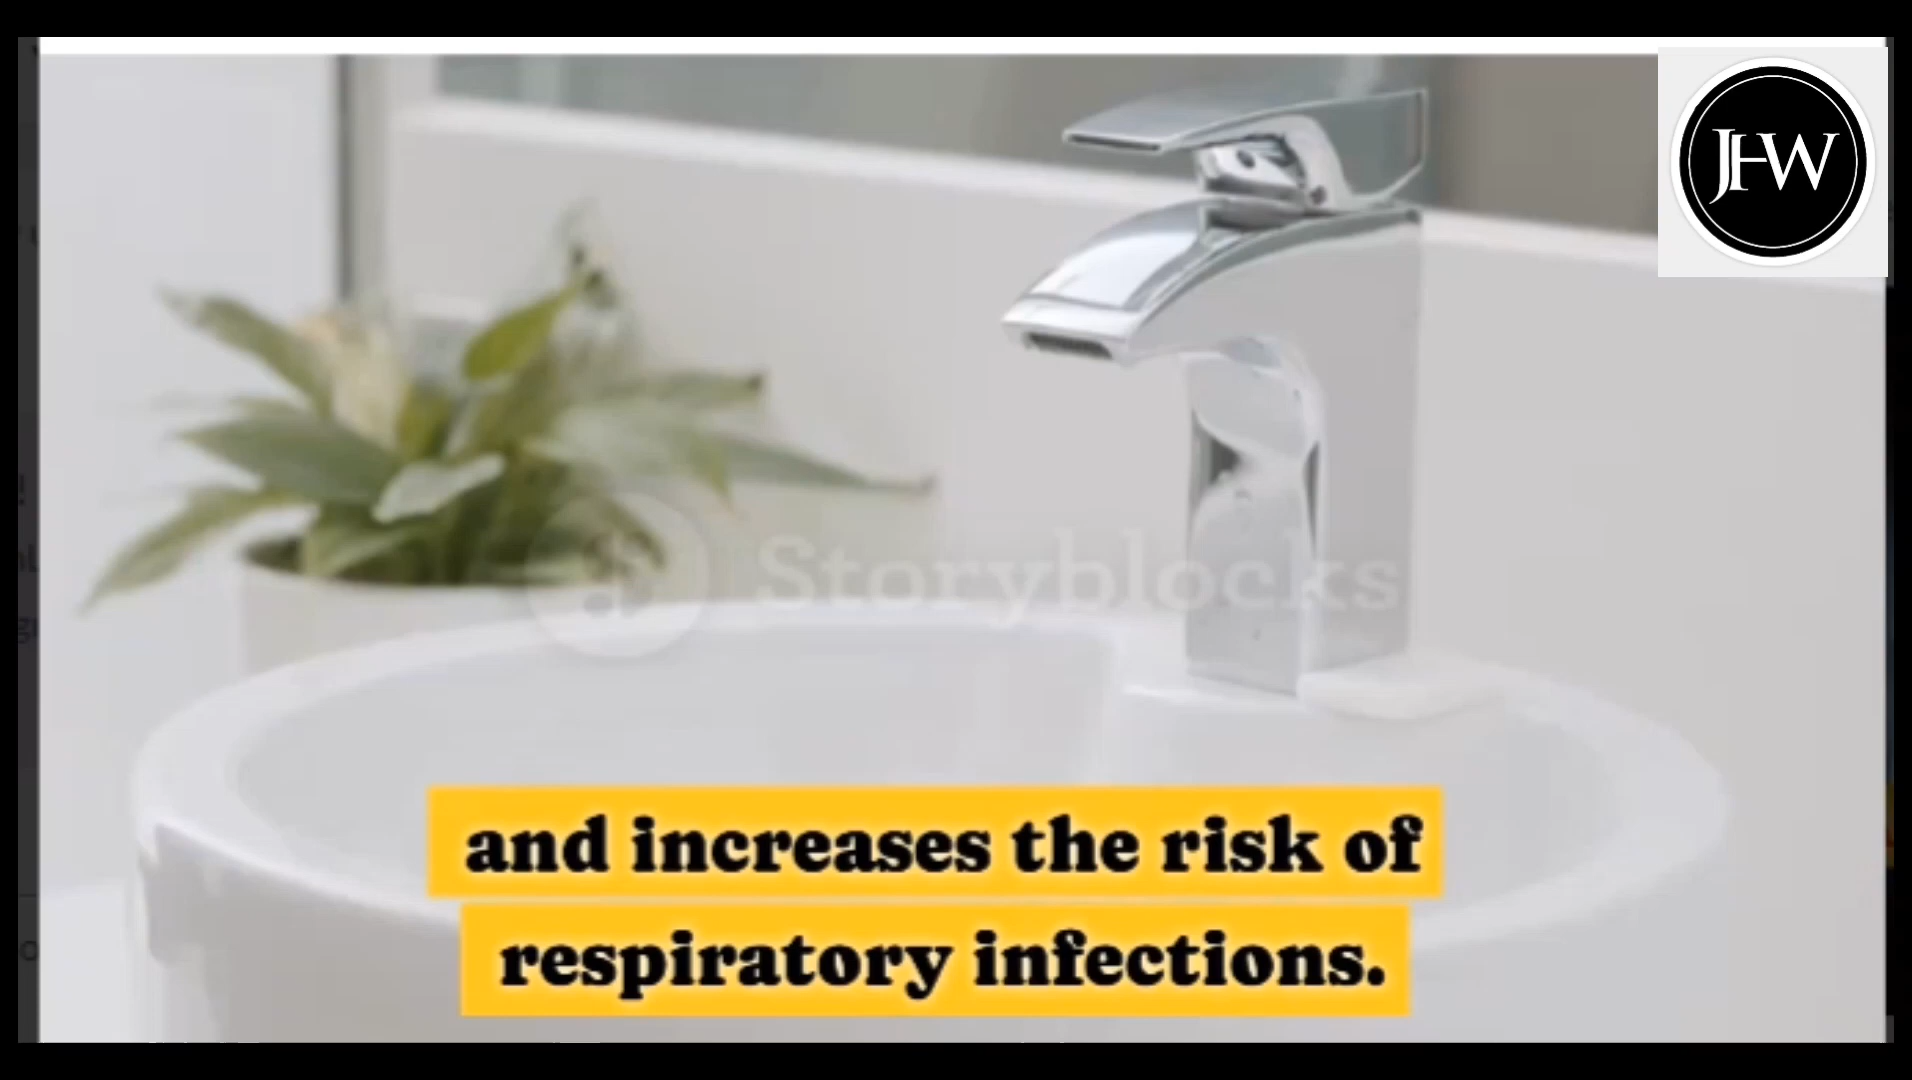 JHW
Storyblocks
and increases the risk of
respiratory infections.